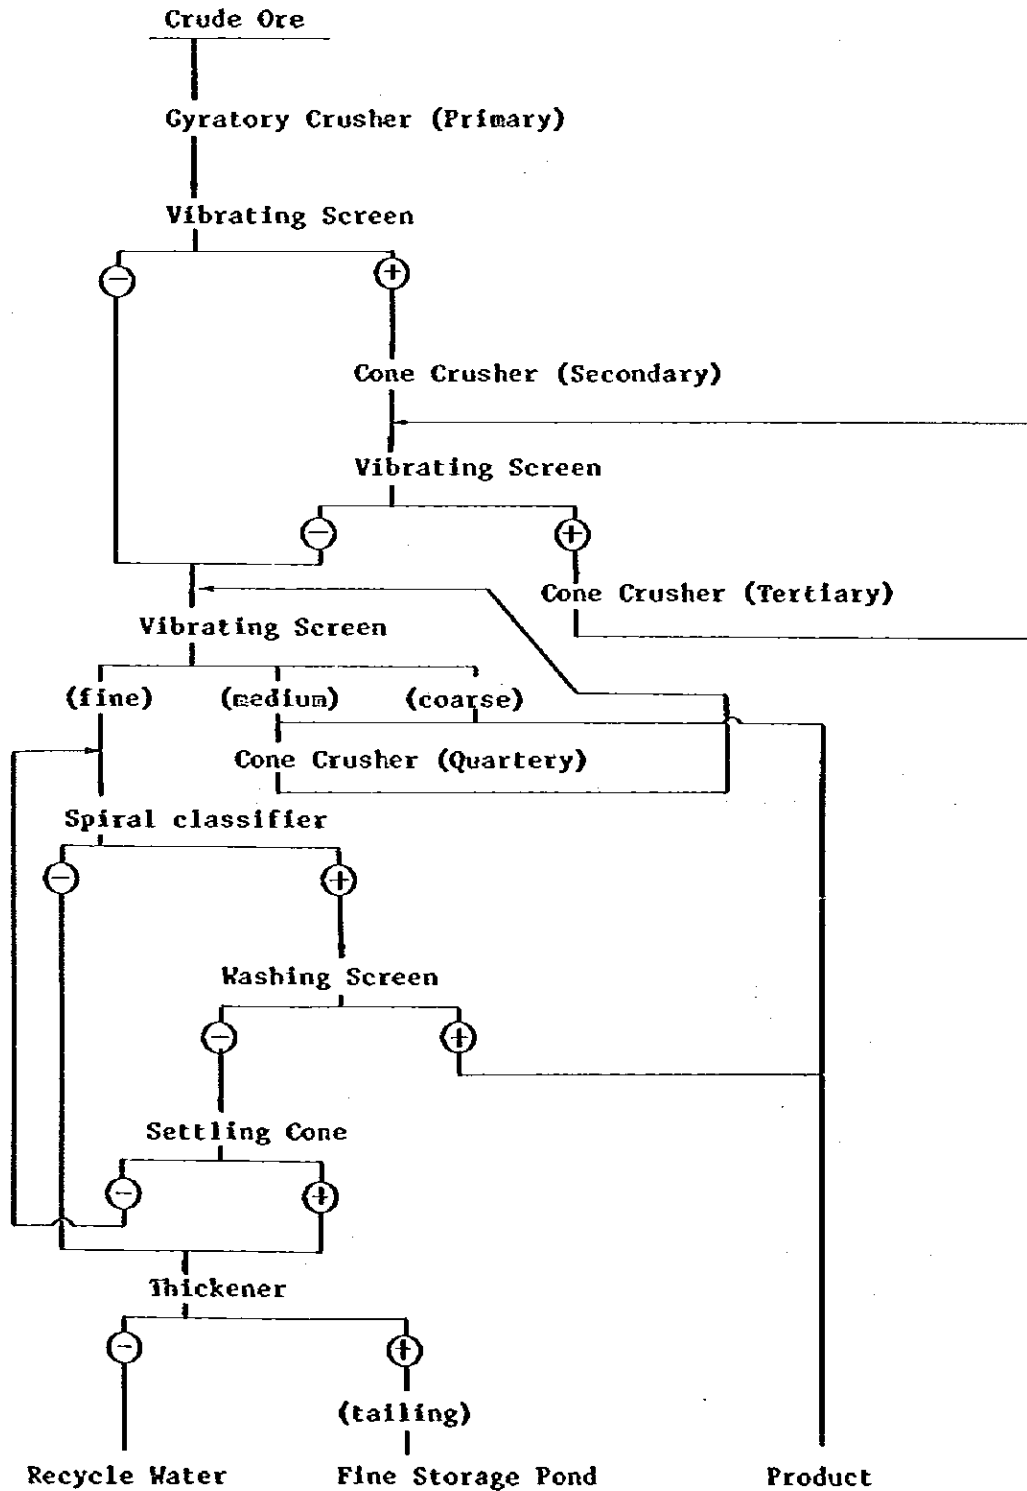 Crude Ore
Gyratory Crusher (Primary)
Vibrating Screen
− +
Cone Crusher (Secondary)
Vibrating Screen
− +
Cone Crusher (Tertiary)
Vibrating Screen
(fine) (medium) (coarse)
Cone Crusher (Quartery)
Spiral classifier
− +
Washing Screen
− +
Settling Cone
− +
Thickener
− +
(tailing)
Recycle Water Fine Storage Pond Product